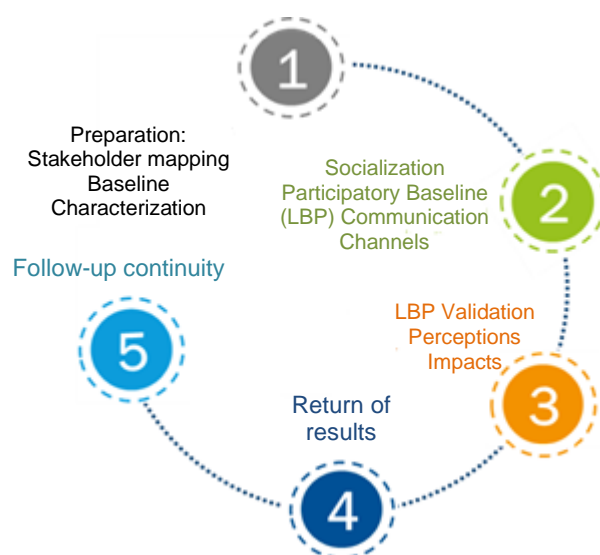 1
Preparation:
Stakeholder mapping
Baseline
Characterization
2
Socialization
Participatory Baseline
(LBP) Communication
Channels
3
LBP Validation
Perceptions
Impacts
4
Return of
results
5
Follow-up continuity